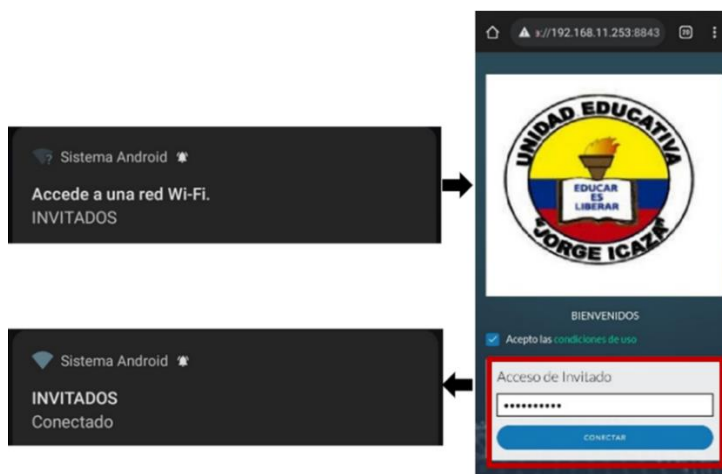 Sistema Android
Accede a una red Wi-Fi.
INVITADOS
://192.168.11.253:8843
UNIDAD EDUCATIVA
EDUCAR
ES
LIBERAR
"JORGE ICAZA"
BIENVENIDOS
Acepto las condiciones de uso
Acceso de Invitado
••••••••••
CONECTAR
Sistema Android
INVITADOS
Conectado